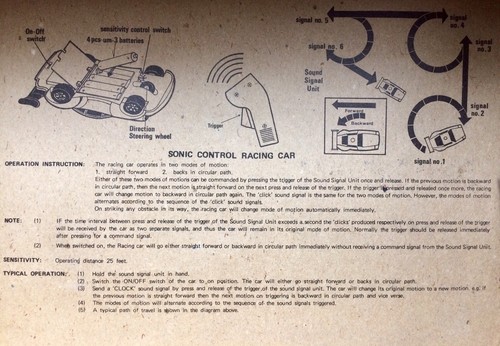 On-Off switch
sensitivity control switch
4 pcs-um-3 batteries
Direction Steering wheel
Trigger
Sound Signal Unit
Forward
Backward
signal no. 5
signal no. 6
signal no. 4
signal no. 3
signal no. 2
signal no. 1
SONIC CONTROL RACING CAR
OPERATION INSTRUCTION: The racing car operates in two modes of motion:
1. straight forward 2. backs in circular path.
Either of these two modes of motions can be commanded by pressing the trigger of the Sound Signal Unit once and release. If the previous motion is backward
in circular path, then the next motion is straight forward on the next press and release of the trigger. If the trigger is press and released once more, the racing
car will change motion to backward in circular path again. The 'click' sound signal is the same for the two modes of motion. However, the modes of motion
alternates according to the sequence of the 'click' sound signals.
On striking any obstacle in its way, the racing car will change mode of motion automatically immediately.
NOTE: (1) IF the time interval between press and release of the trigger of the Sound Signal Unit exceeds a second the 'clicks' produced respectively on press and release of the trigger
will be received by the car as two separate signals, and thus the car will remain in its original mode of motion. Normally the trigger should be released immediately
after pressing for a command signal.
(2) When switched on, the Racing car will go either straight forward or backward in circular path immediately without receiving a command signal from the Sound Signal Unit.
SENSITIVITY: Operating distance 25 feet.
TYPICAL OPERATION: (1) Hold the sound signal unit in hand.
(2) Switch the ON/OFF switch of the car to on position. The car will either go straight forward or backs in circular path.
(3) Send a 'CLOCK' sound signal by press and release of the trigger of the sound signal unit. The car will change its original motion to a new motion e.g. if
the previous motion is straight forward then the next motion on triggering is backward in circular path and vice verse.
(4) The modes of motion will alternate according to the sequence of the sound signals triggered.
(5) A typical path of travel is shown in the diagram above.